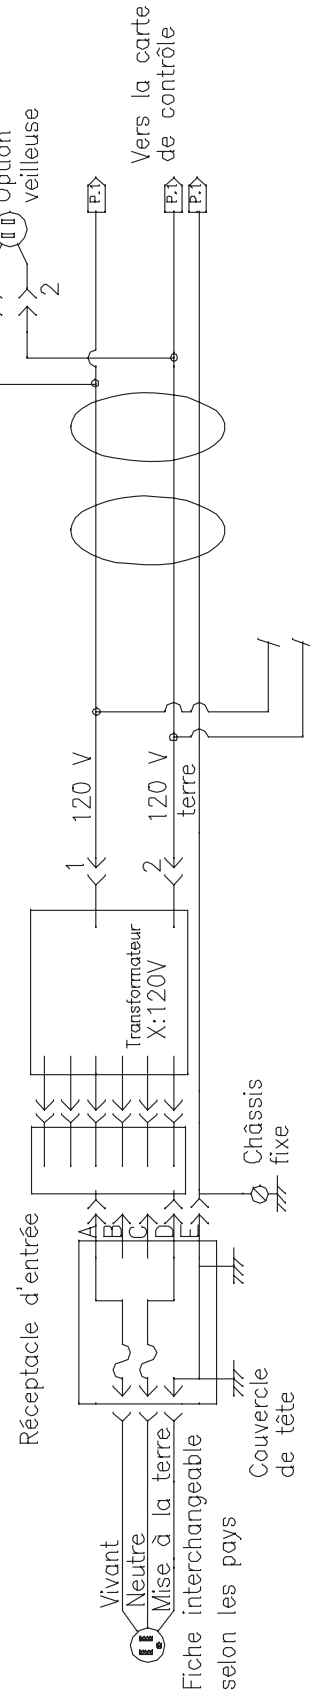 Fiche interchangeable
selon les pays
Vivant
Neutre
Mise à la terre
Couvercle
de tête
Réceptacle d'entrée
A
B
C
D
E
Châssis
fixe
Transformateur
X:120V
1
2
120 V
120 V
terre
Option
veilleuse
2
P.1
P.1
P.1
Vers la carte
de contrôle